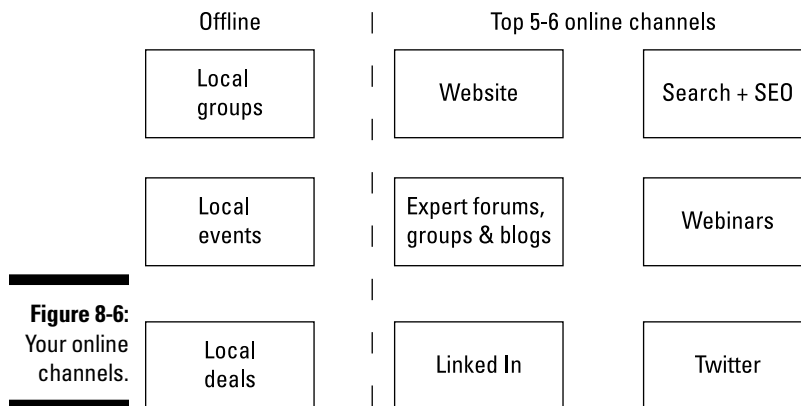 Offline
Top 5-6 online channels
Local
groups
Website
Search + SEO
Local
events
Expert forums,
groups & blogs
Webinars
Figure 8-6:
Your online
channels.
Local
deals
Linked In
Twitter